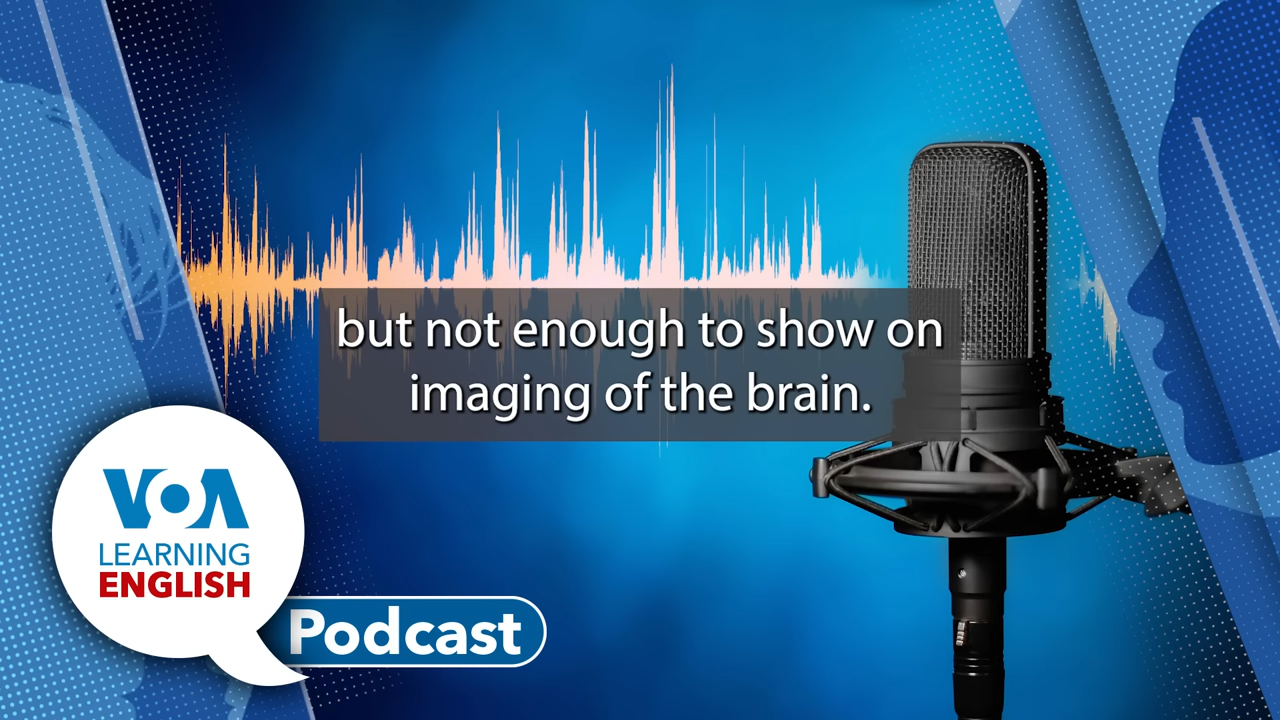 but not enough to show on
imaging of the brain.
VOA
LEARNING
ENGLISH
Podcast